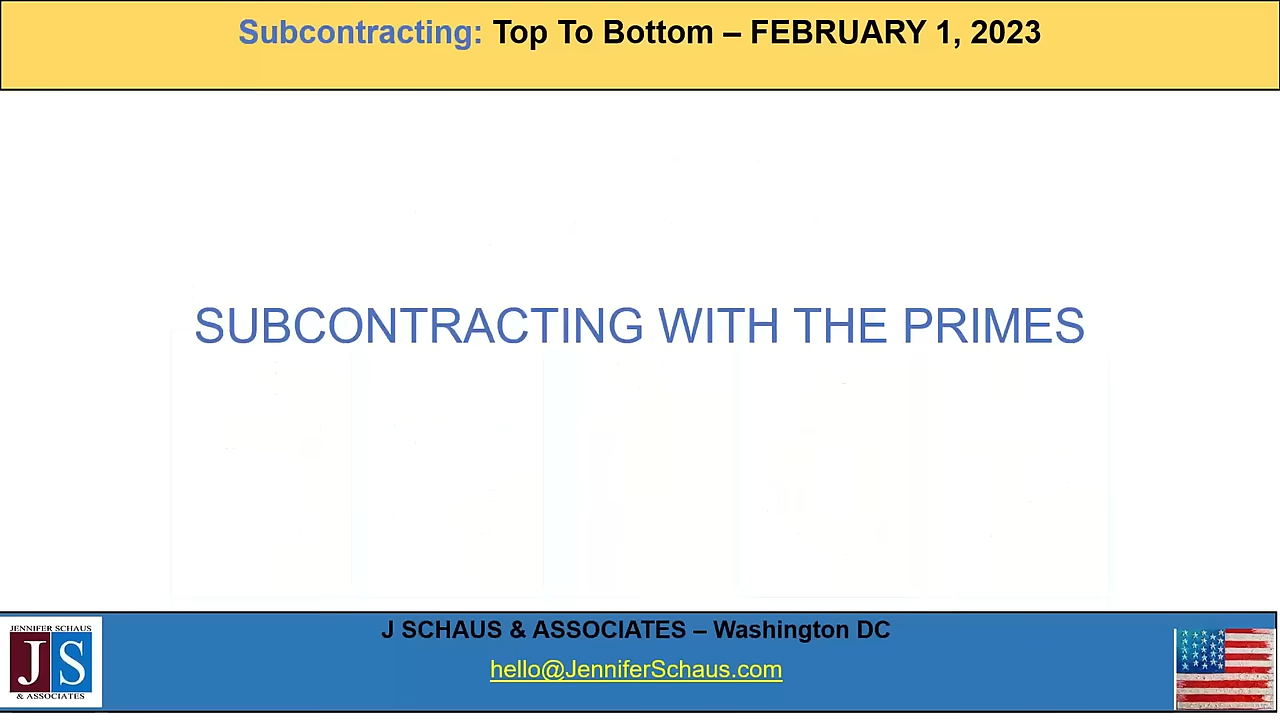 Subcontracting: Top To Bottom – FEBRUARY 1, 2023
SUBCONTRACTING WITH THE PRIMES
J SCHAUS & ASSOCIATES – Washington DC
hello@JenniferSchaus.com
JENNIFER SCHAUS
JS
& ASSOCIATES